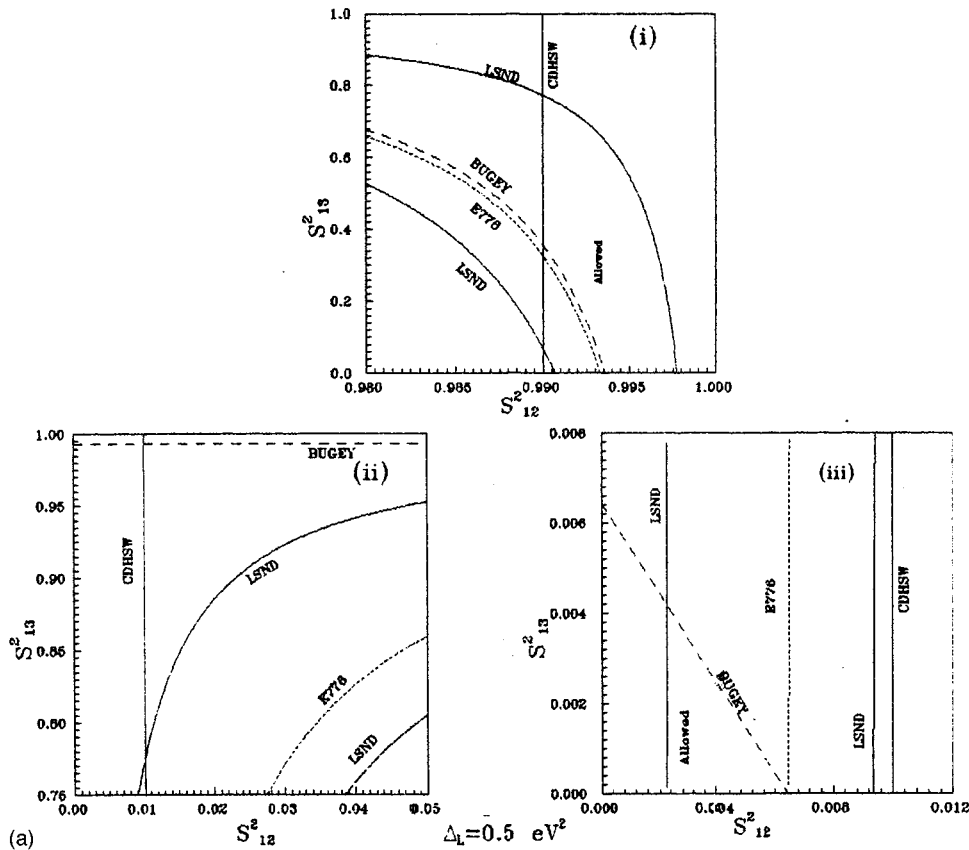 (i)
1.0
0.8
0.6
0.4
0.2
0.0
S²₁₃
LSND
CDHSW
BUGEY
E776
LSND
Allowed
0.980
0.985
0.990
0.995
1.000
S²₁₂
(ii)
1.00
0.95
0.90
0.85
0.80
0.76
S²₁₃
BUGEY
CDHSW
LSND
E776
LSND
0.00
0.01
0.02
0.03
0.04
0.05
S²₁₂
(iii)
0.008
0.006
0.004
0.002
0.000
S²₁₃
LSND
E776
CDHSW
BUGEY
Allowed
LSND
0.000
0.008
0.012
S²₁₂
(a)
Δ_L=0.5 eV²